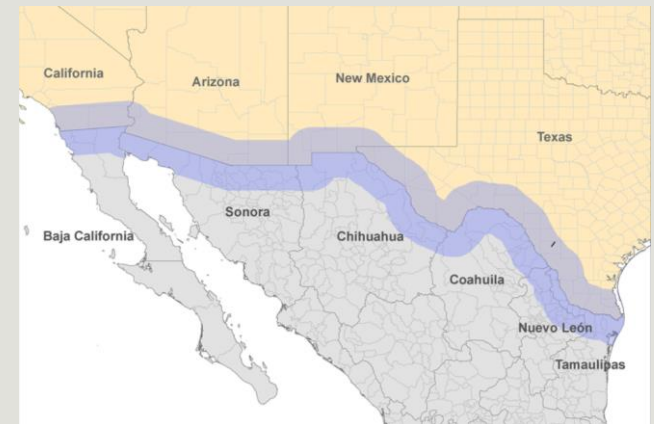 California
Arizona
New Mexico
Texas
Sonora
Baja California
Chihuahua
Coahuila
Nuevo León
Tamaulipas